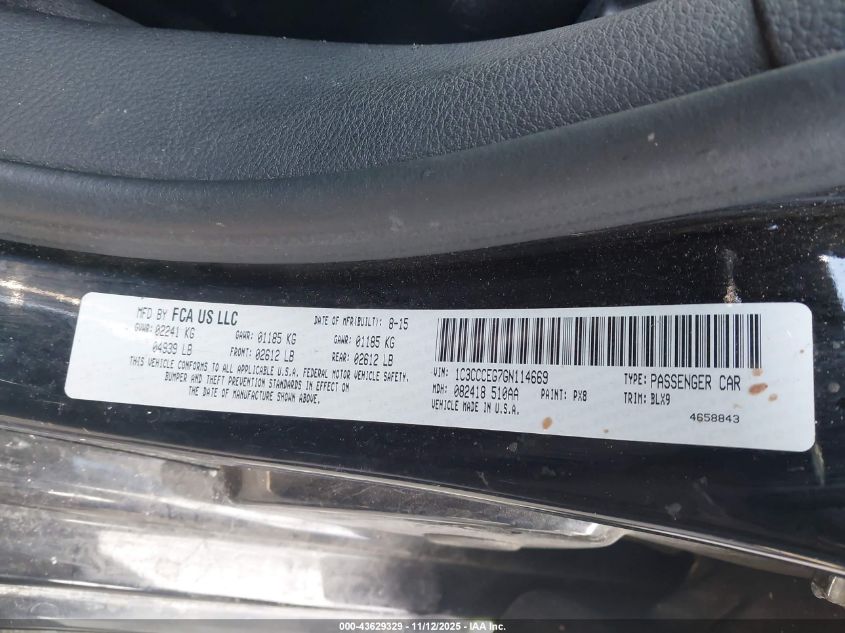 MFD BY FCA US LLC DATE OF MFR(BUILT): 8-15
GVWR: 02241 KG GAWR: 01185 KG GAWR: 01185 KG
04939 LB FRONT: 02612 LB REAR: 02612 LB
THIS VEHICLE CONFORMS TO ALL APPLICABLE U.S.A. FEDERAL MOTOR VEHICLE SAFETY,
BUMPER AND THEFT PREVENTION STANDARDS IN EFFECT ON
THE DATE OF MANUFACTURE SHOWN ABOVE.
VIN: 1C3CCCEG7GN114669 TYPE: PASSENGER CAR
MDH: 082418 510AA PAINT: PX8 TRIM: BLX9
VEHICLE MADE IN U.S.A. 4658843
000-43629329 - 11/12/2025 - IAA Inc.